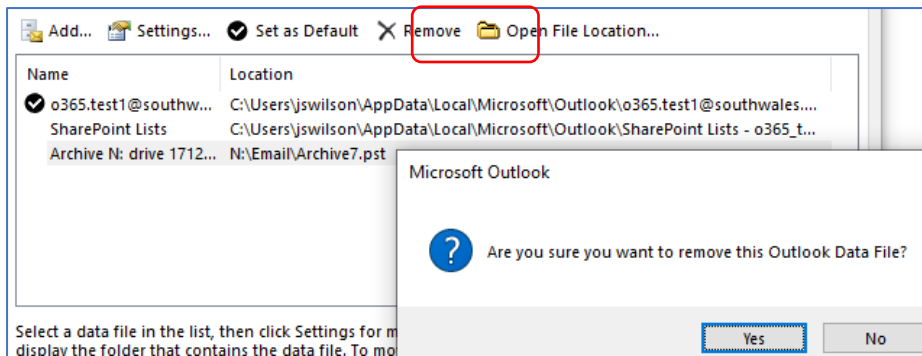 Add... Settings... Set as Default Remove Open File Location...
Name Location
o365.test1@southw... C:\Users\jswilson\AppData\Local\Microsoft\Outlook\o365.test1@southwales....
SharePoint Lists C:\Users\jswilson\AppData\Local\Microsoft\Outlook\SharePoint Lists - o365_t...
Archive N: drive 1712... N:\Email\Archive7.pst
Microsoft Outlook
Are you sure you want to remove this Outlook Data File?
Select a data file in the list, then click Settings for m
display the folder that contains the data file. To mo
Yes No